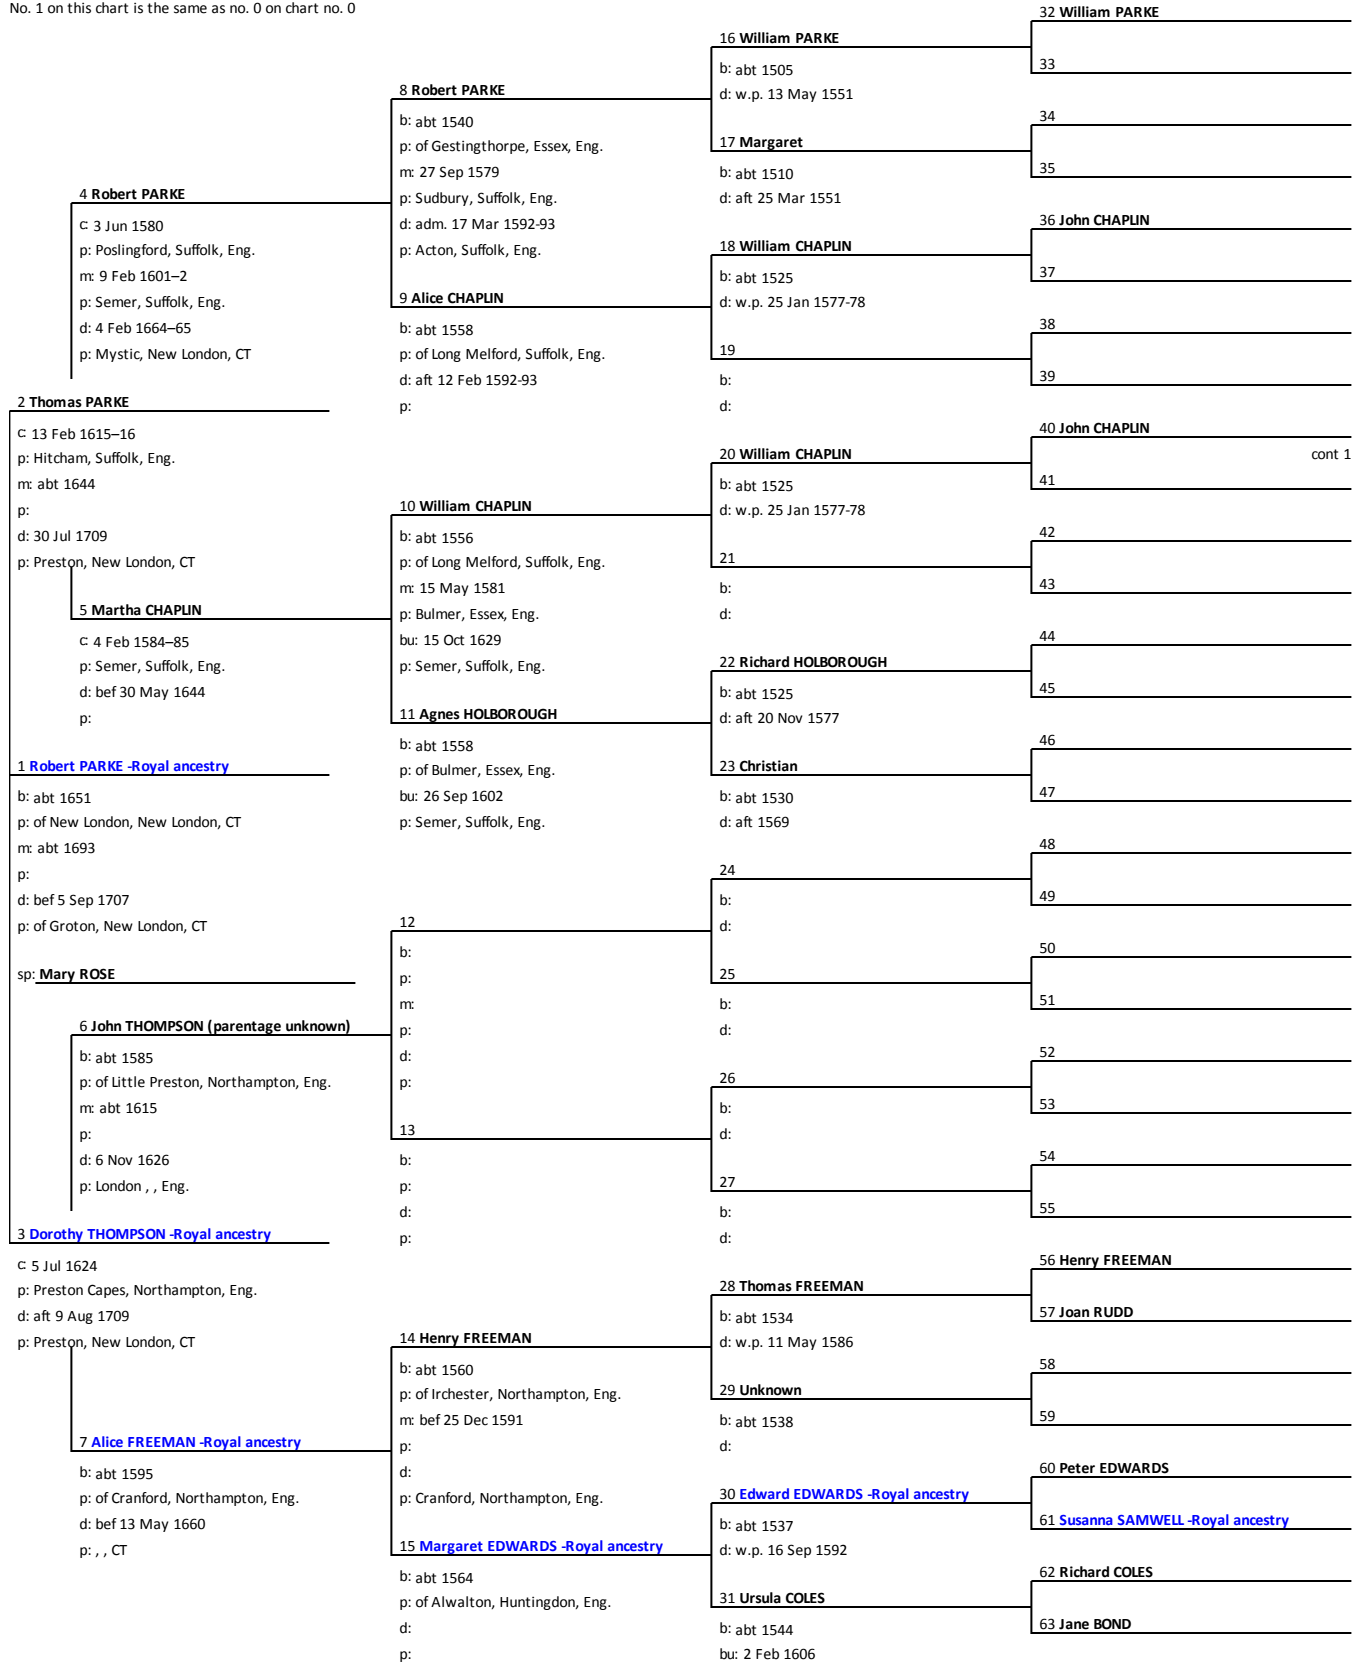 No. 1 on this chart is the same as no. 0 on chart no. 0
4 Robert PARKE
c: 3 Jun 1580
p: Poslingford, Suffolk, Eng.
m: 9 Feb 1601–2
p: Semer, Suffolk, Eng.
d: 4 Feb 1664–65
p: Mystic, New London, CT
2 Thomas PARKE
c: 13 Feb 1615–16
p: Hitcham, Suffolk, Eng.
m: abt 1644
p:
d: 30 Jul 1709
p: Preston, New London, CT
5 Martha CHAPLIN
c: 4 Feb 1584–85
p: Semer, Suffolk, Eng.
d: bef 30 May 1644
p:
1 Robert PARKE -Royal ancestry
b: abt 1651
p: of New London, New London, CT
m: abt 1693
p:
d: bef 5 Sep 1707
p: of Groton, New London, CT
sp: Mary ROSE
6 John THOMPSON (parentage unknown)
b: abt 1585
p: of Little Preston, Northampton, Eng.
m: abt 1615
p:
d: 6 Nov 1626
p: London , , Eng.
3 Dorothy THOMPSON -Royal ancestry
c: 5 Jul 1624
p: Preston Capes, Northampton, Eng.
d: aft 9 Aug 1709
p: Preston, New London, CT
7 Alice FREEMAN -Royal ancestry
b: abt 1595
p: of Cranford, Northampton, Eng.
d: bef 13 May 1660
p: , , CT
8 Robert PARKE
b: abt 1540
p: of Gestingthorpe, Essex, Eng.
m: 27 Sep 1579
p: Sudbury, Suffolk, Eng.
d: adm. 17 Mar 1592-93
p: Acton, Suffolk, Eng.
9 Alice CHAPLIN
b: abt 1558
p: of Long Melford, Suffolk, Eng.
d: aft 12 Feb 1592-93
p:
10 William CHAPLIN
b: abt 1556
p: of Long Melford, Suffolk, Eng.
m: 15 May 1581
p: Bulmer, Essex, Eng.
bu: 15 Oct 1629
p: Semer, Suffolk, Eng.
11 Agnes HOLBOROUGH
b: abt 1558
p: of Bulmer, Essex, Eng.
bu: 26 Sep 1602
p: Semer, Suffolk, Eng.
12
b:
p:
m:
p:
d:
p:
13
b:
p:
d:
p:
14 Henry FREEMAN
b: abt 1560
p: of Irchester, Northampton, Eng.
m: bef 25 Dec 1591
p:
d:
p: Cranford, Northampton, Eng.
15 Margaret EDWARDS -Royal ancestry
b: abt 1564
p: of Alwalton, Huntingdon, Eng.
d:
p:
16 William PARKE
b: abt 1505
d: w.p. 13 May 1551
17 Margaret
b: abt 1510
d: aft 25 Mar 1551
18 William CHAPLIN
b: abt 1525
d: w.p. 25 Jan 1577-78
19
b:
d:
20 William CHAPLIN
b: abt 1525
d: w.p. 25 Jan 1577-78
21
b:
d:
22 Richard HOLBOROUGH
b: abt 1525
d: aft 20 Nov 1577
23 Christian
b: abt 1530
d: aft 1569
24
b:
d:
25
b:
d:
26
b:
d:
27
b:
d:
28 Thomas FREEMAN
b: abt 1534
d: w.p. 11 May 1586
29 Unknown
b: abt 1538
d:
30 Edward EDWARDS -Royal ancestry
b: abt 1537
d: w.p. 16 Sep 1592
31 Ursula COLES
b: abt 1544
bu: 2 Feb 1606
32 William PARKE
33
34
35
36 John CHAPLIN
37
38
39
40 John CHAPLIN
cont 1
41
42
43
44
45
46
47
48
49
50
51
52
53
54
55
56 Henry FREEMAN
57 Joan RUDD
58
59
60 Peter EDWARDS
61 Susanna SAMWELL -Royal ancestry
62 Richard COLES
63 Jane BOND